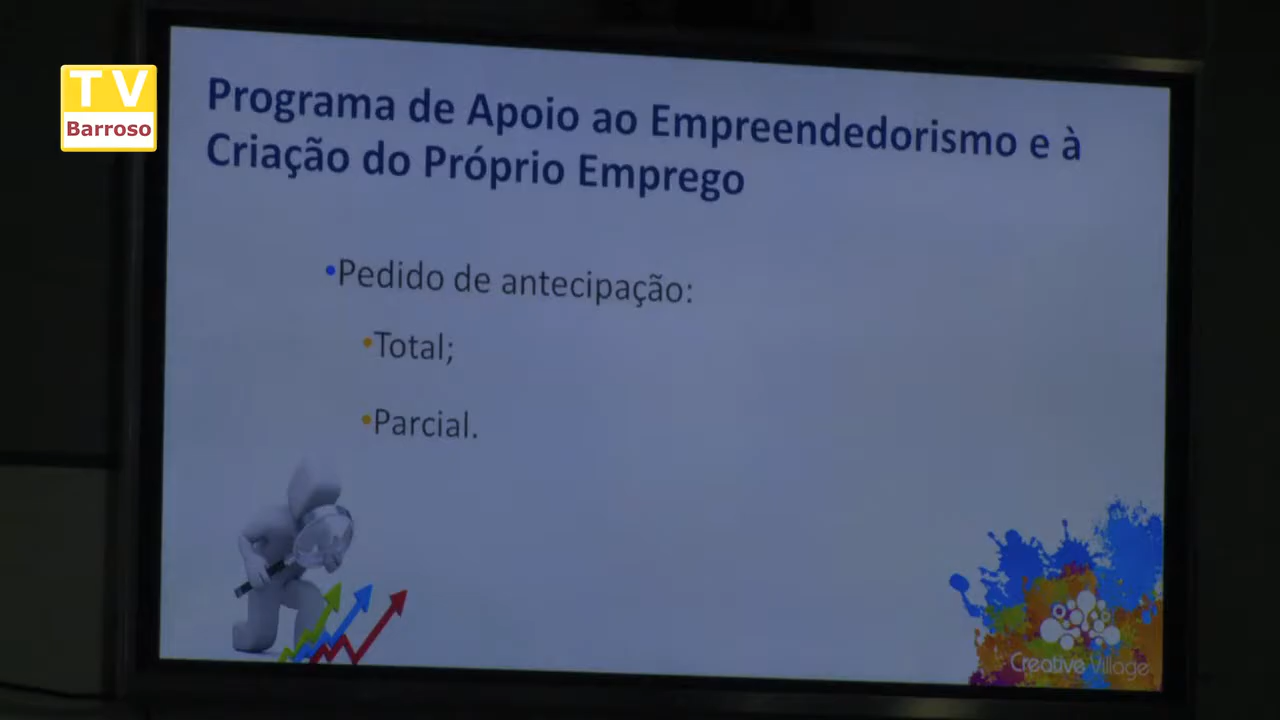 TV
Barroso
Programa de Apoio ao Empreendedorismo e à
Criação do Próprio Emprego
•Pedido de antecipação:
•Total;
•Parcial.
Creative Village